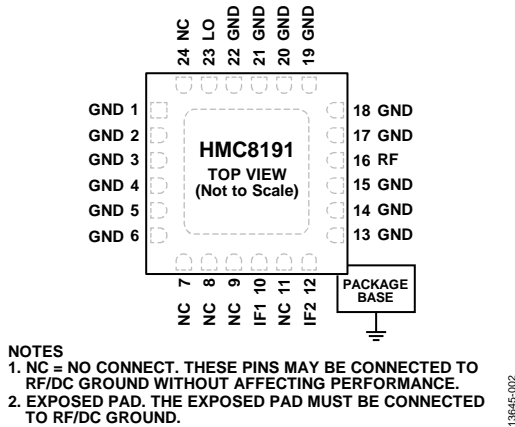 24 NC
23 LO
22 GND
21 GND
20 GND
19 GND
GND 1
GND 2
GND 3
GND 4
GND 5
GND 6
HMC8191
TOP VIEW
(Not to Scale)
18 GND
17 GND
16 RF
15 GND
14 GND
13 GND
NC 7
NC 8
NC 9
IF1 10
NC 11
IF2 12
PACKAGE
BASE
NOTES
1. NC = NO CONNECT. THESE PINS MAY BE CONNECTED TO
RF/DC GROUND WITHOUT AFFECTING PERFORMANCE.
2. EXPOSED PAD. THE EXPOSED PAD MUST BE CONNECTED
TO RF/DC GROUND.
13645-002